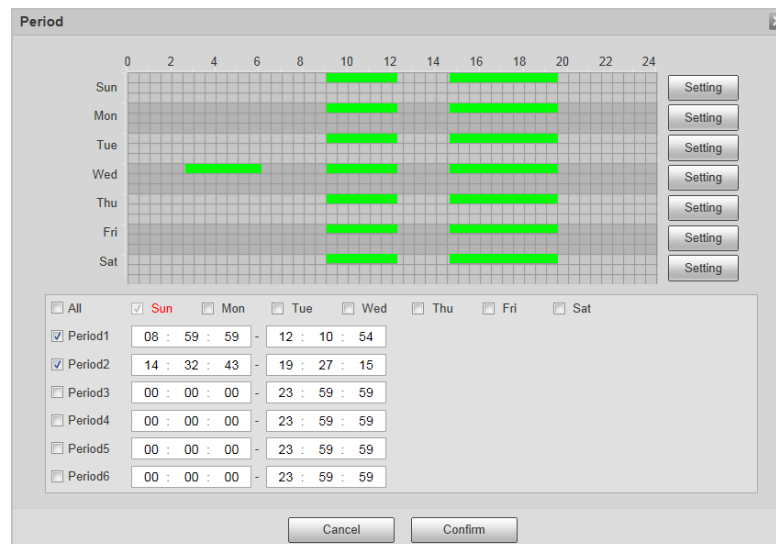 Period
0 2 4 6 8 10 12 14 16 18 20 22 24
Sun Setting
Mon Setting
Tue Setting
Wed Setting
Thu Setting
Fri Setting
Sat Setting
All Sun Mon Tue Wed Thu Fri Sat
Period1 08 : 59 : 59 - 12 : 10 : 54
Period2 14 : 32 : 43 - 19 : 27 : 15
Period3 00 : 00 : 00 - 23 : 59 : 59
Period4 00 : 00 : 00 - 23 : 59 : 59
Period5 00 : 00 : 00 - 23 : 59 : 59
Period6 00 : 00 : 00 - 23 : 59 : 59
Cancel Confirm